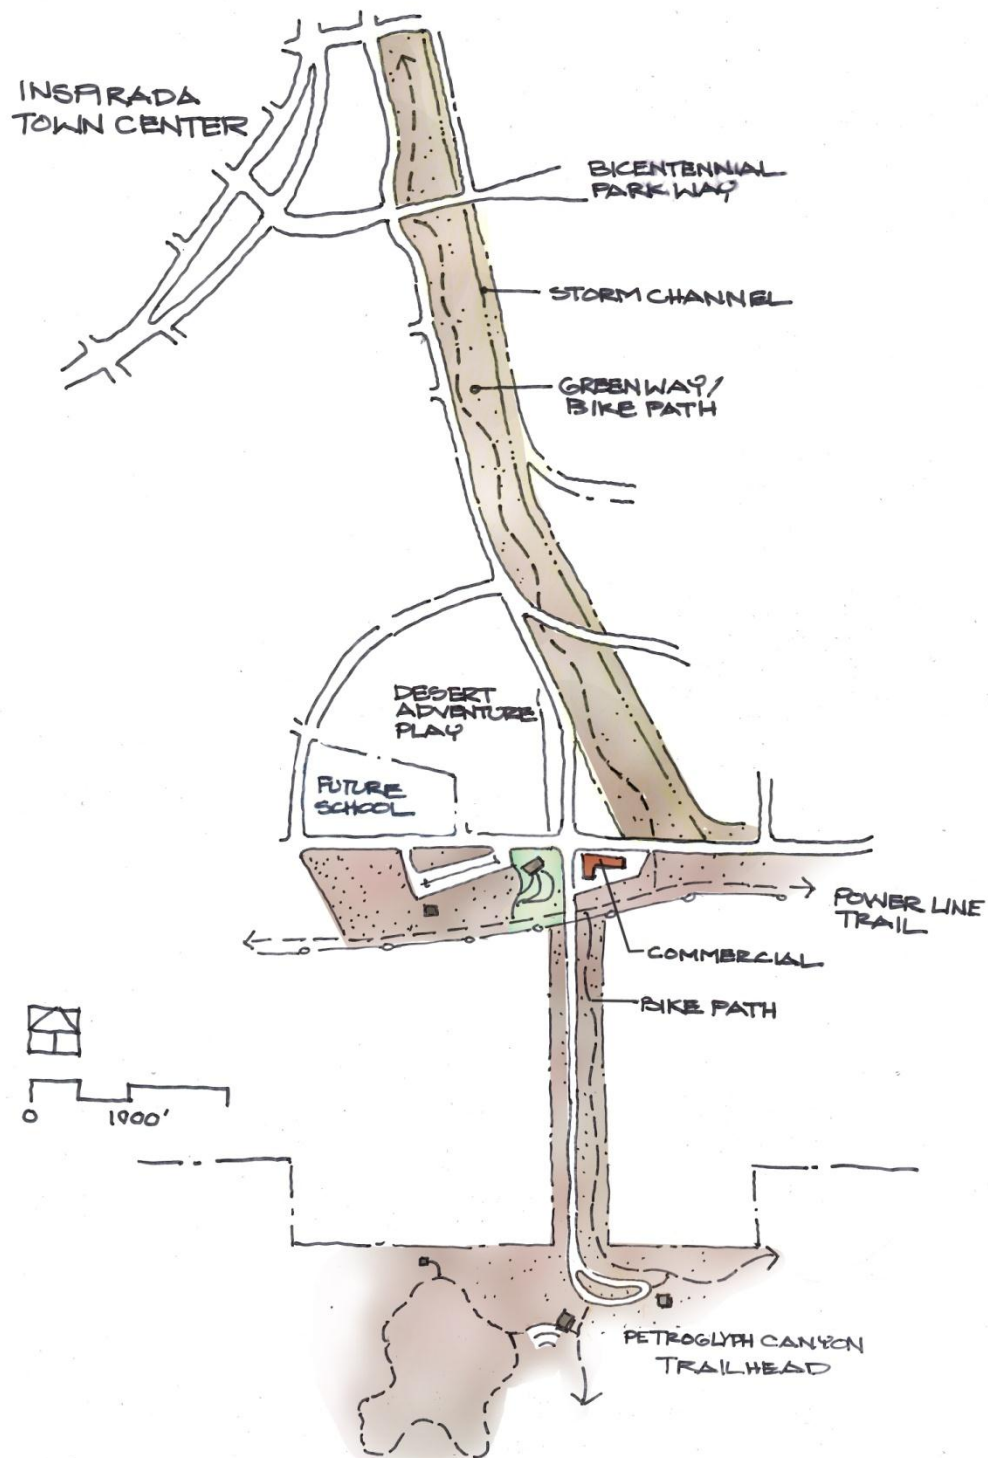 INSPIRADA
TOWN CENTER
BICENTENNIAL
PARKWAY
STORM CHANNEL
GREENWAY/
BIKE PATH
DESERT
ADVENTURE
PLAY
FUTURE
SCHOOL
POWER LINE
TRAIL
COMMERCIAL
BIKE PATH
0 1000'
PETROGLYPH CANYON
TRAILHEAD